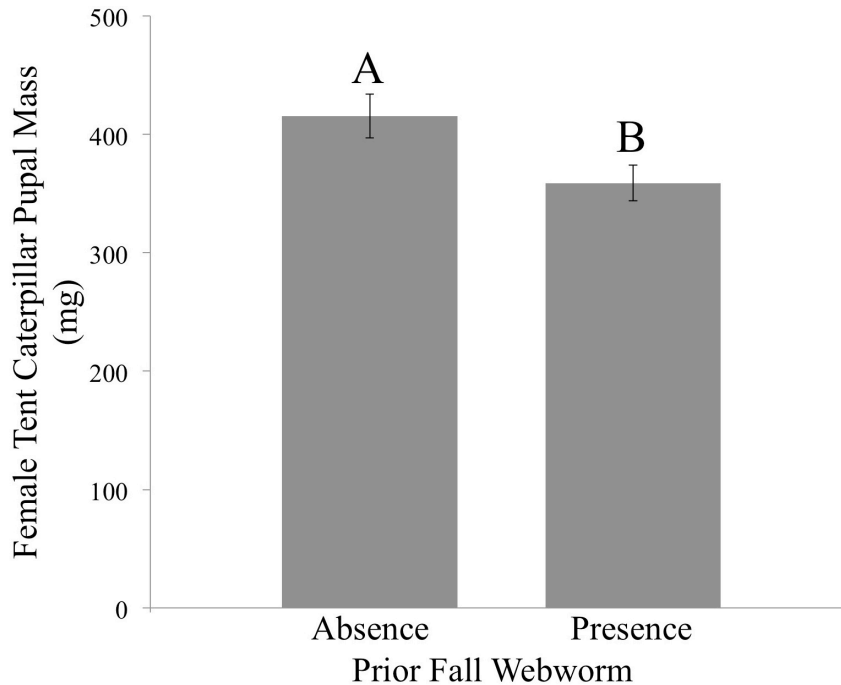 Female Tent Caterpillar Pupal Mass
(mg)
500
400
300
200
100
0
A
B
Absence
Presence
Prior Fall Webworm